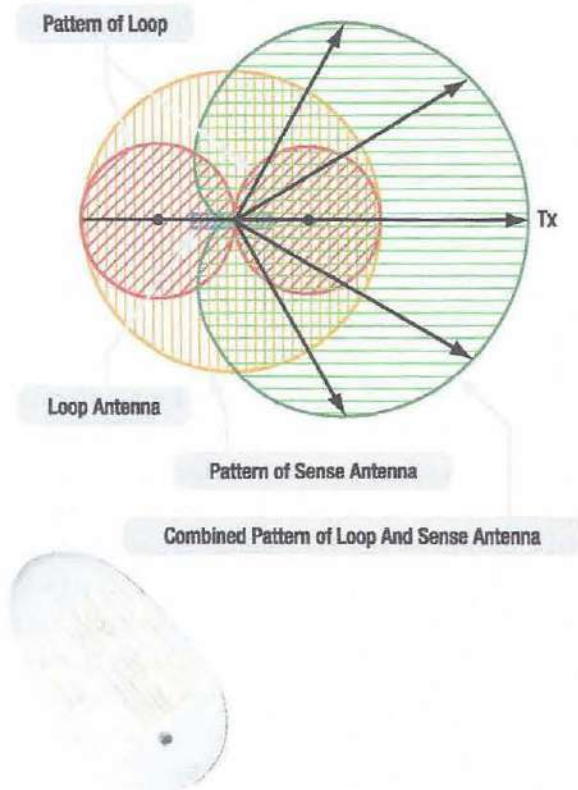 Pattern of Loop
Tx
Loop Antenna
Pattern of Sense Antenna
Combined Pattern of Loop And Sense Antenna